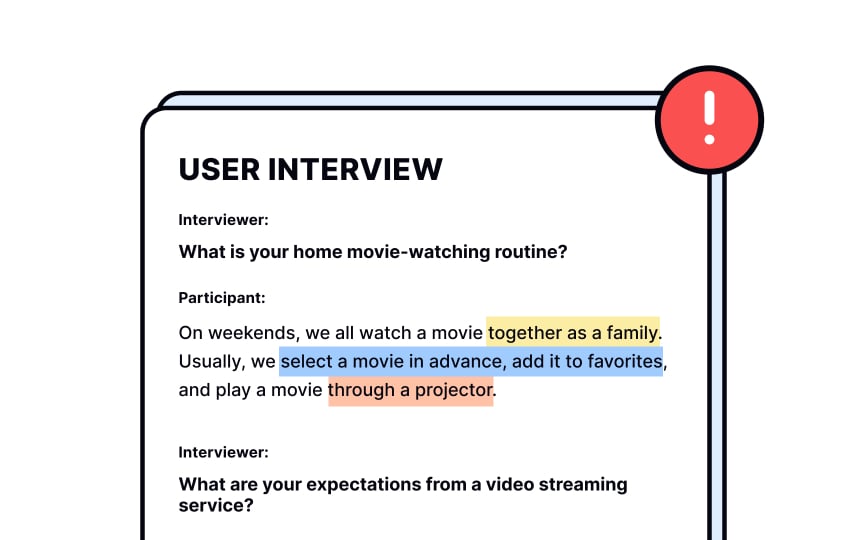 USER INTERVIEW
Interviewer:
What is your home movie-watching routine?
Participant:
On weekends, we all watch a movie together as a family.
Usually, we select a movie in advance, add it to favorites,
and play a movie through a projector.
Interviewer:
What are your expectations from a video streaming
service?